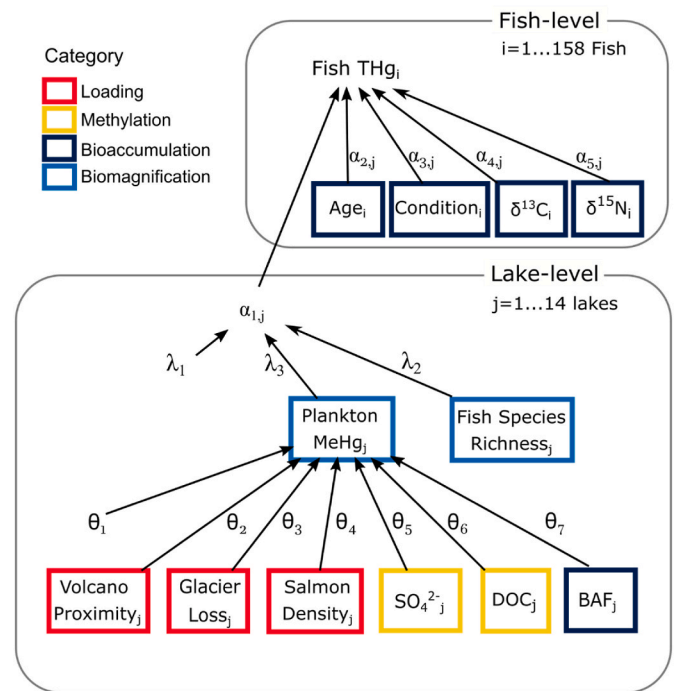 Fish-level
i=1...158 Fish
Category
Loading
Methylation
Bioaccumulation
Biomagnification
Fish THgᵢ
α₂,ⱼ
α₃,ⱼ
α₄,ⱼ
α₅,ⱼ
Ageᵢ
Conditionᵢ
δ¹³Cᵢ
δ¹⁵Nᵢ
Lake-level
j=1...14 lakes
α₁,ⱼ
λ₁
λ₃
λ₂
Plankton
MeHgⱼ
Fish Species
Richnessⱼ
θ₁
θ₂
θ₃
θ₄
θ₅
θ₆
θ₇
Volcano
Proximityⱼ
Glacier
Lossⱼ
Salmon
Densityⱼ
SO₄²⁻ⱼ
DOCⱼ
BAFⱼ